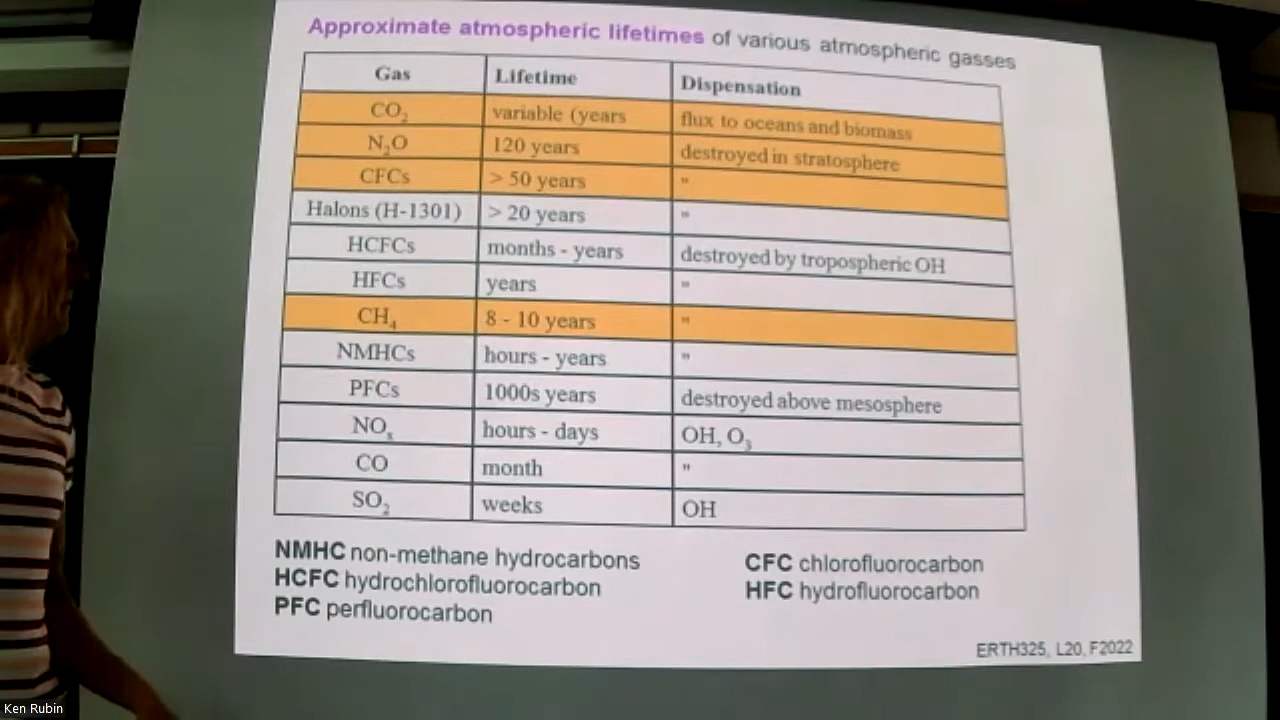 Approximate atmospheric lifetimes of various atmospheric gasses
Gas Lifetime Dispensation
CO₂ variable (years flux to oceans and biomass
N₂O 120 years destroyed in stratosphere
CFCs > 50 years "
Halons (H-1301) > 20 years "
HCFCs months - years destroyed by tropospheric OH
HFCs years "
CH₄ 8 - 10 years "
NMHCs hours - years "
PFCs 1000s years destroyed above mesosphere
NOₓ hours - days OH, O₃
CO month "
SO₂ weeks OH
NMHC non-methane hydrocarbons
HCFC hydrochlorofluorocarbon
PFC perfluorocarbon
CFC chlorofluorocarbon
HFC hydrofluorocarbon
ERTH325, L20, F2022
Ken Rubin